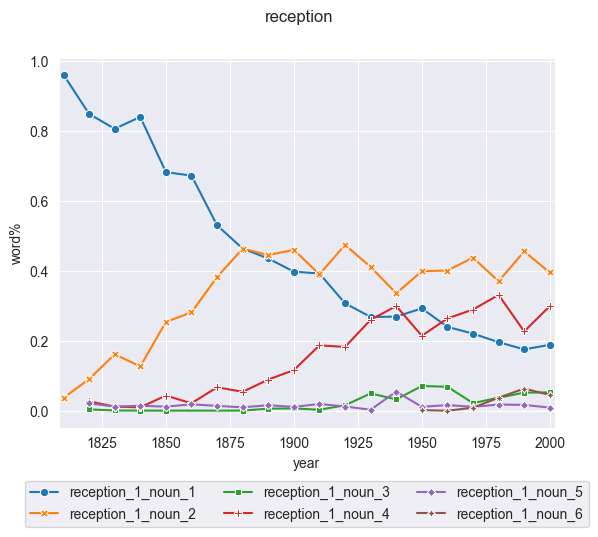 reception
1.0
0.8
0.6
0.4
0.2
0.0
word%
1825 1850 1875 1900 1925 1950 1975 2000
year
reception_1_noun_1 reception_1_noun_3 reception_1_noun_5
reception_1_noun_2 reception_1_noun_4 reception_1_noun_6